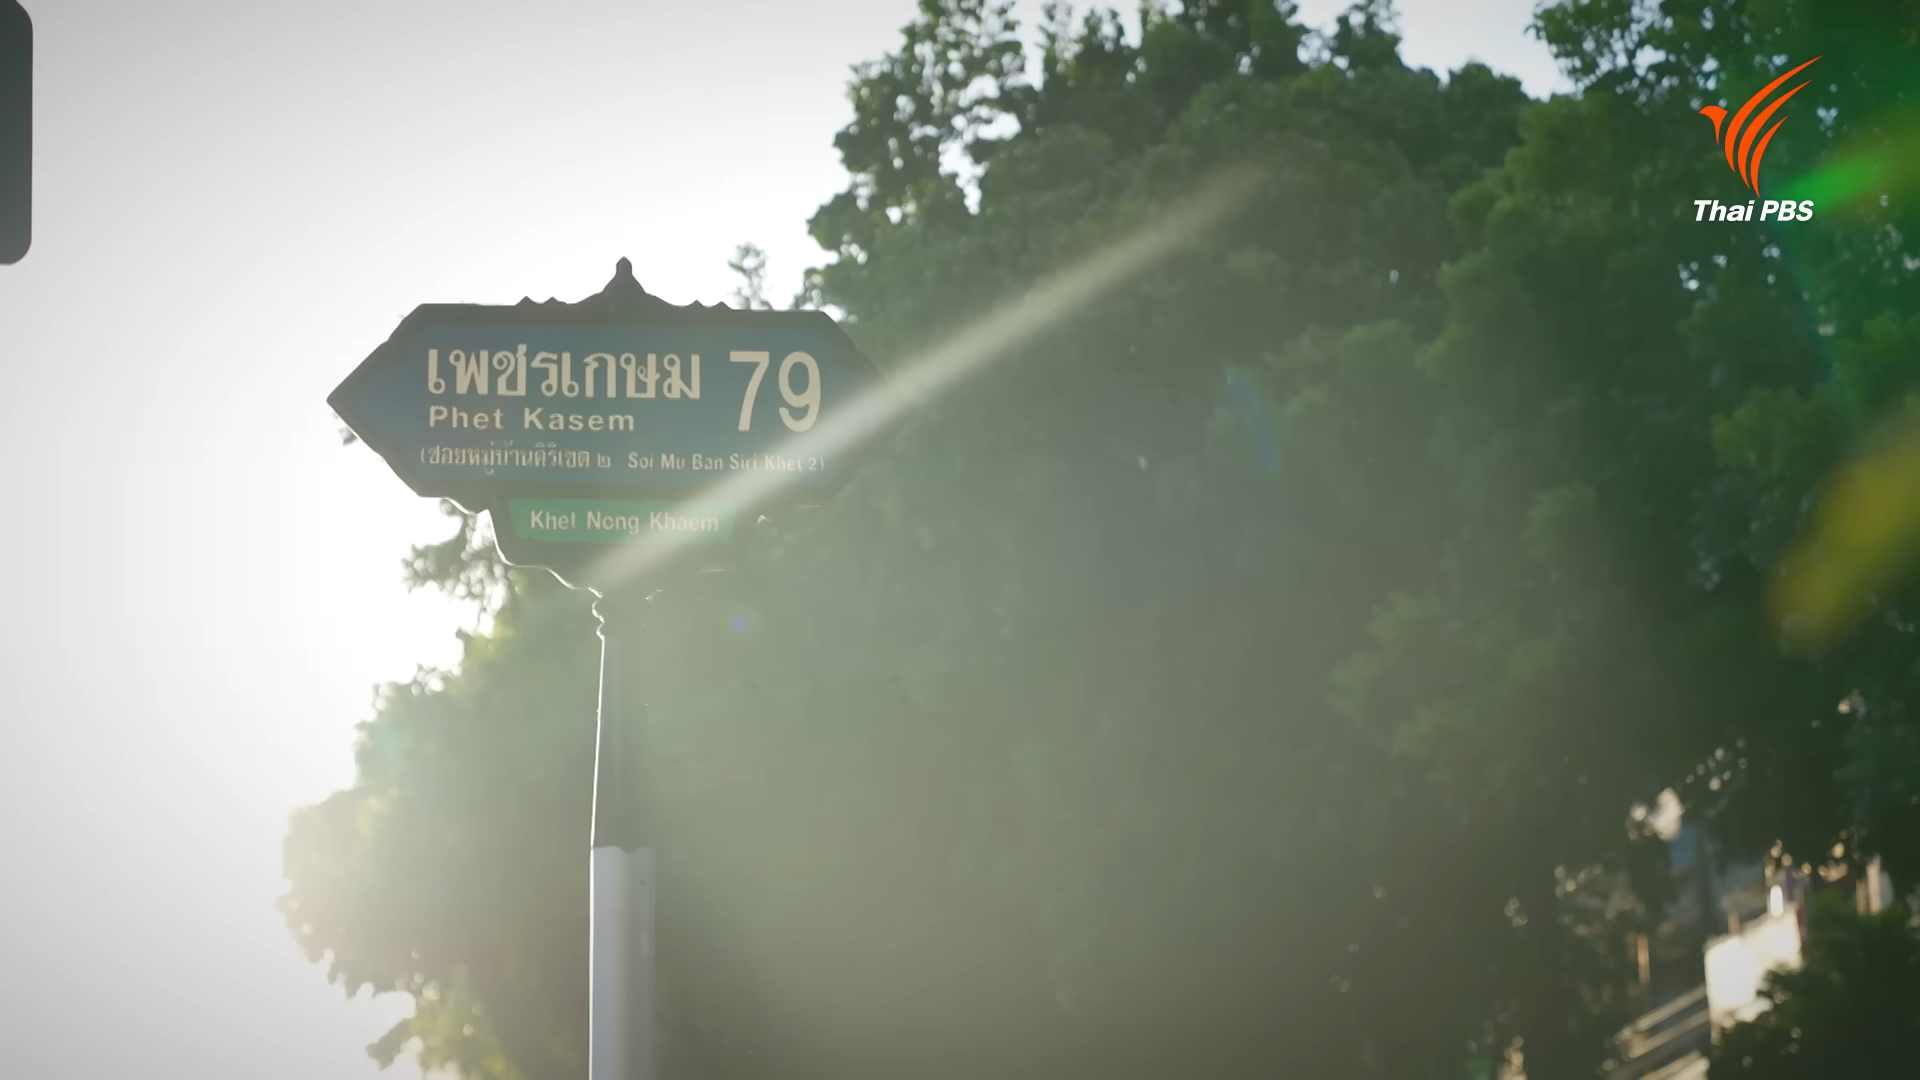 เพชรเกษม 79
Phet Kasem
(ซอยหมู่บ้านศิริเขต ๒ Soi Mu Ban Siri Khet 2)
Khet Nong Khaem
Thai PBS